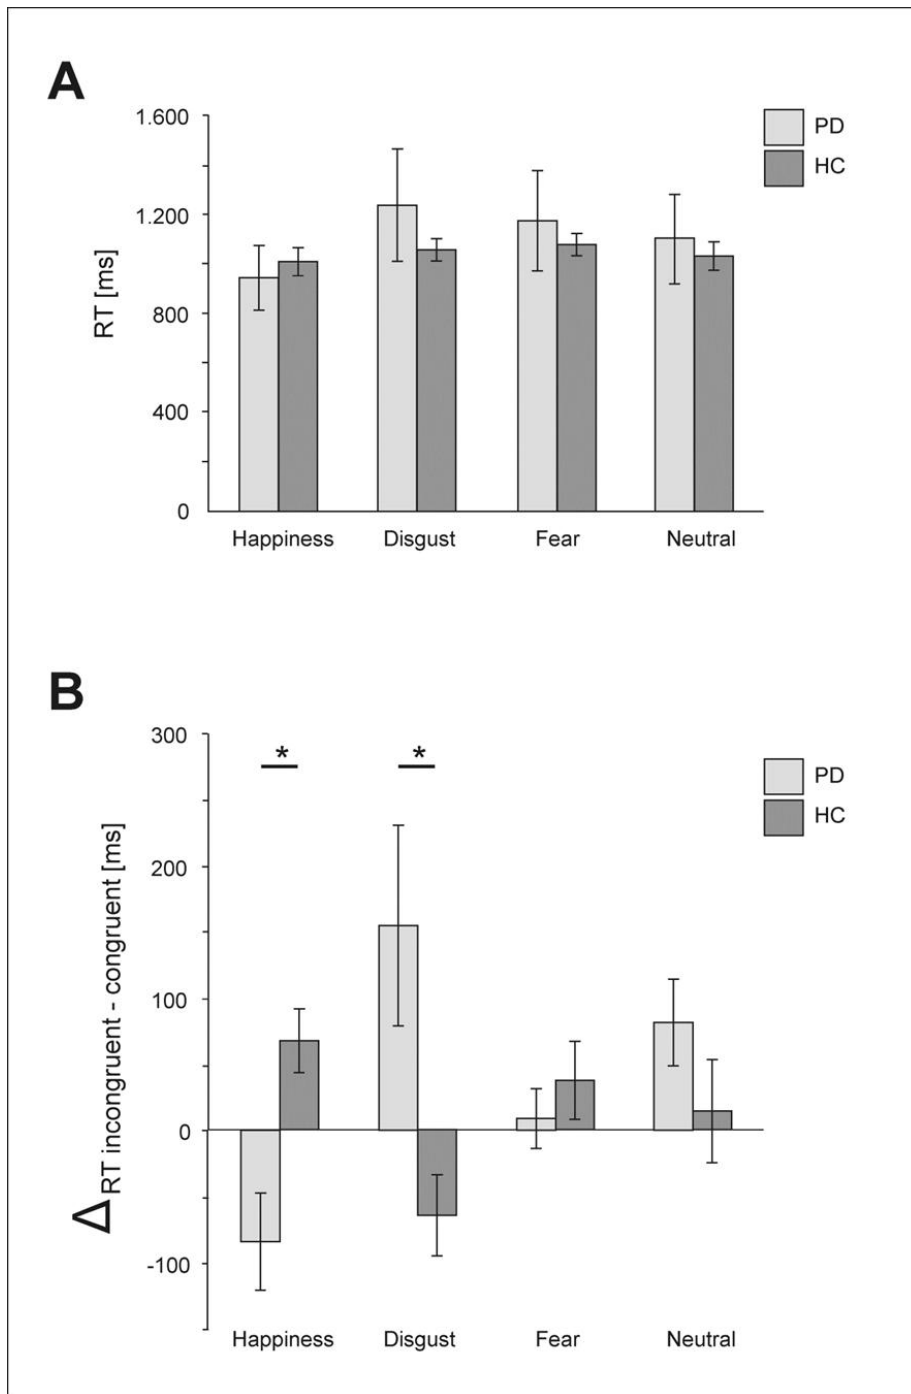 A
1.600
1.200
800
400
0
RT [ms]
PD
HC
Happiness Disgust Fear Neutral
B
300
200
100
0
-100
Δ RT incongruent - congruent [ms]
* *
PD
HC
Happiness Disgust Fear Neutral